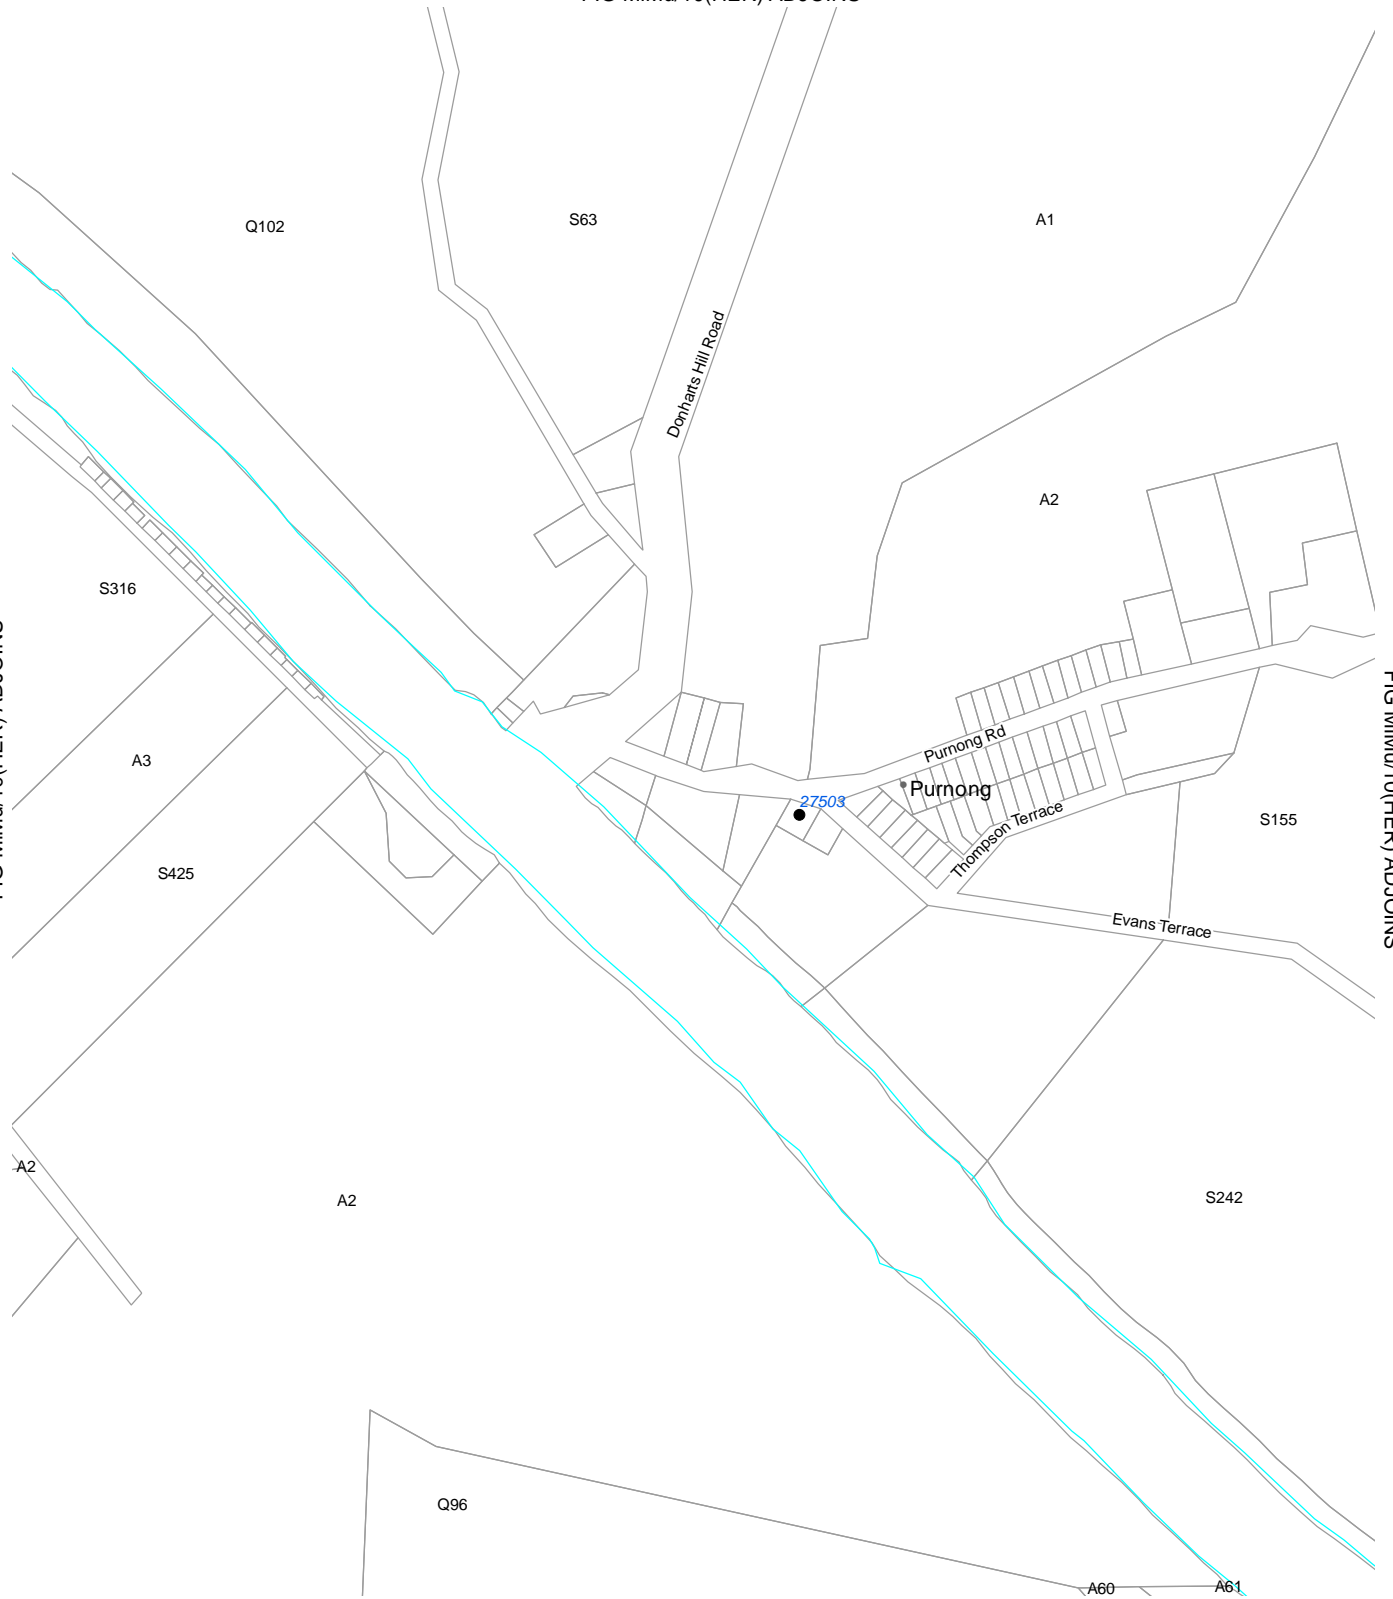 S63
A1
Q102
Donharts Hill Road
A2
S316
Purnong Rd
A3
Purnong
27503
Thompson Terrace
S155
S425
Evans Terrace
A2
A2
S242
Q96
A60
A61